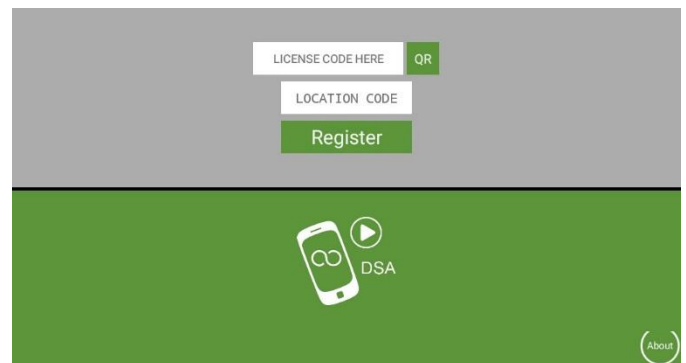 LICENSE CODE HERE QR
LOCATION CODE
Register
DSA
About